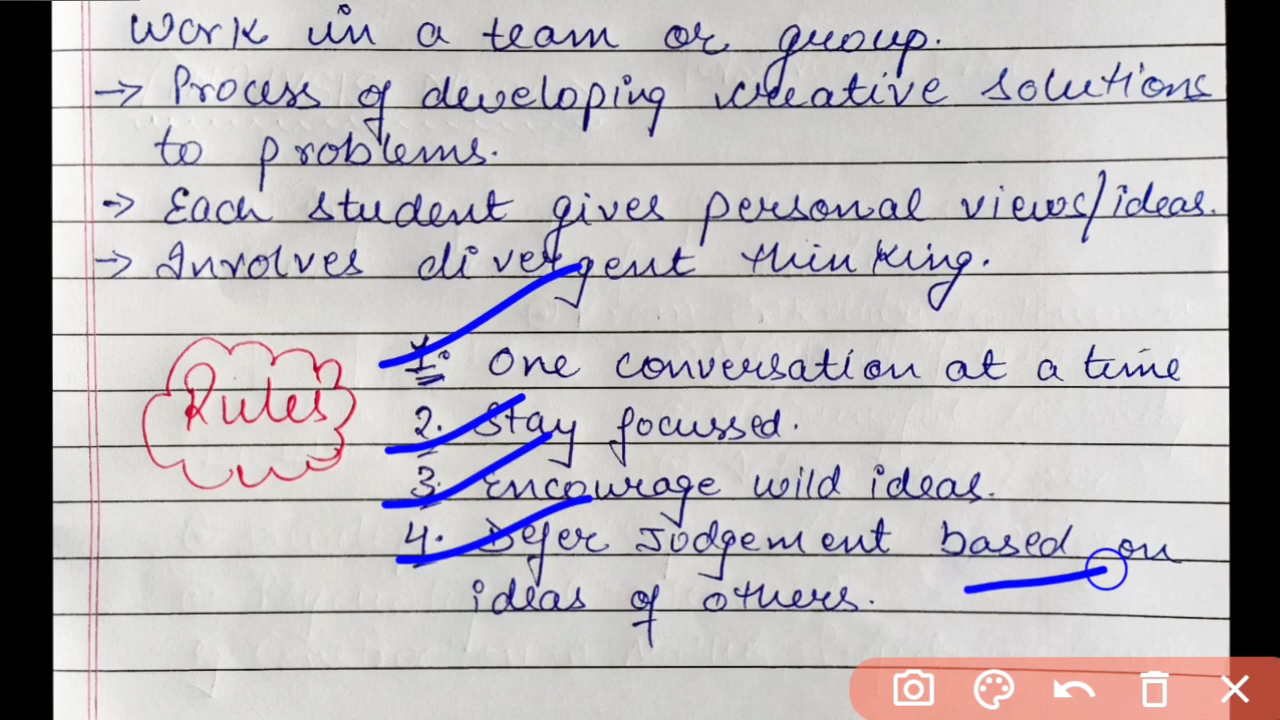 work in a team or group.
→ Process of developing creative solutions
to problems.
→ Each student gives personal views/ideas.
→ Involves divergent thinking.
Rules
1. One conversation at a time
2. Stay focussed.
3. Encourage wild ideas.
4. Defer Judgement based on
ideas of others.